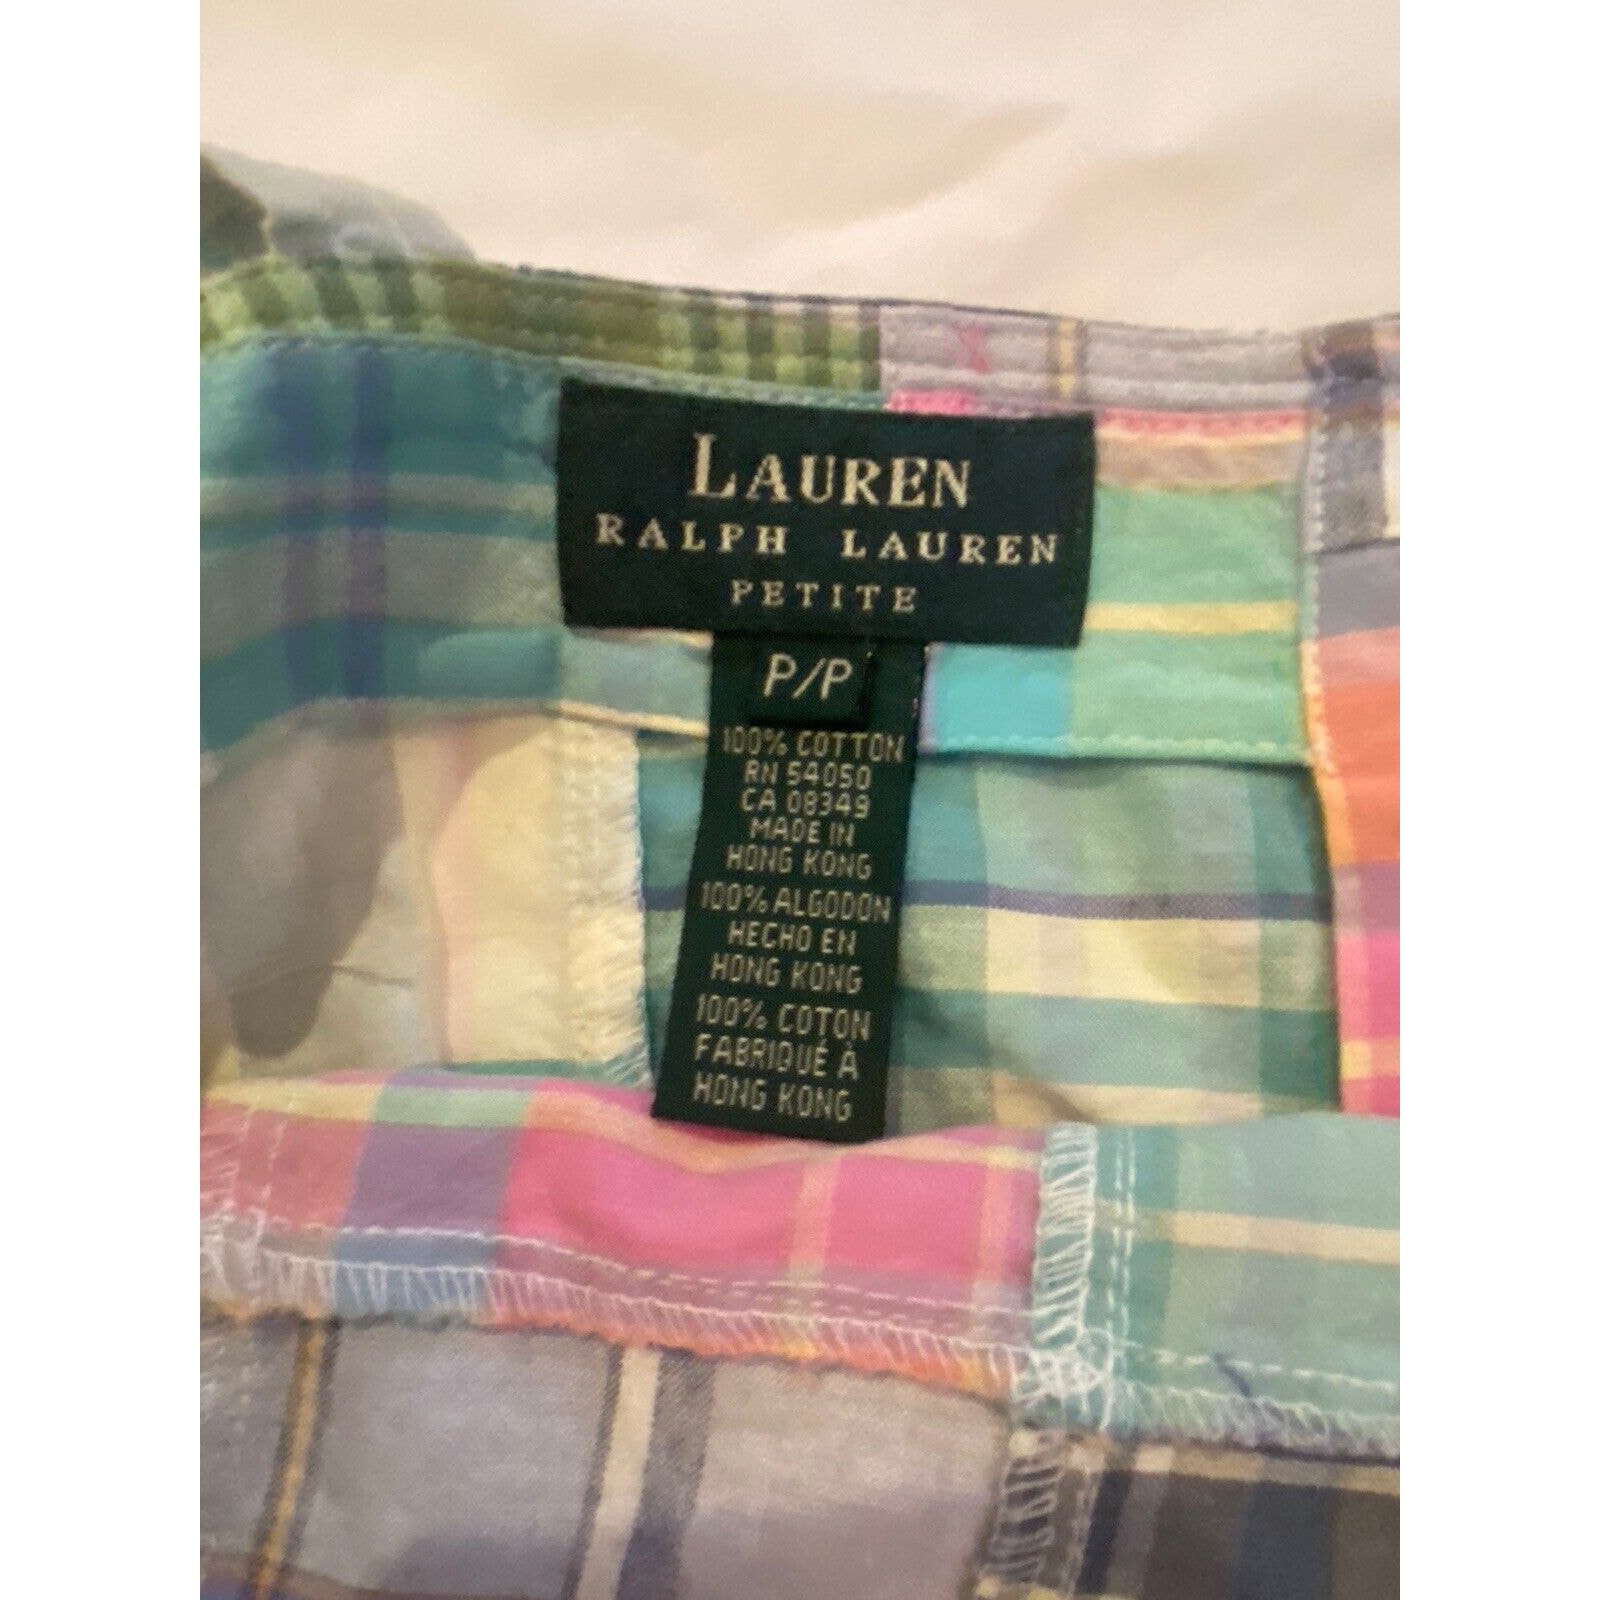 LAUREN
RALPH LAUREN
PETITE
P/P
100% COTTON
RN 54050
CA 08349
MADE IN
HONG KONG
100% ALGODON
HECHO EN
HONG KONG
100% COTON
FABRIQUÉ À
HONG KONG